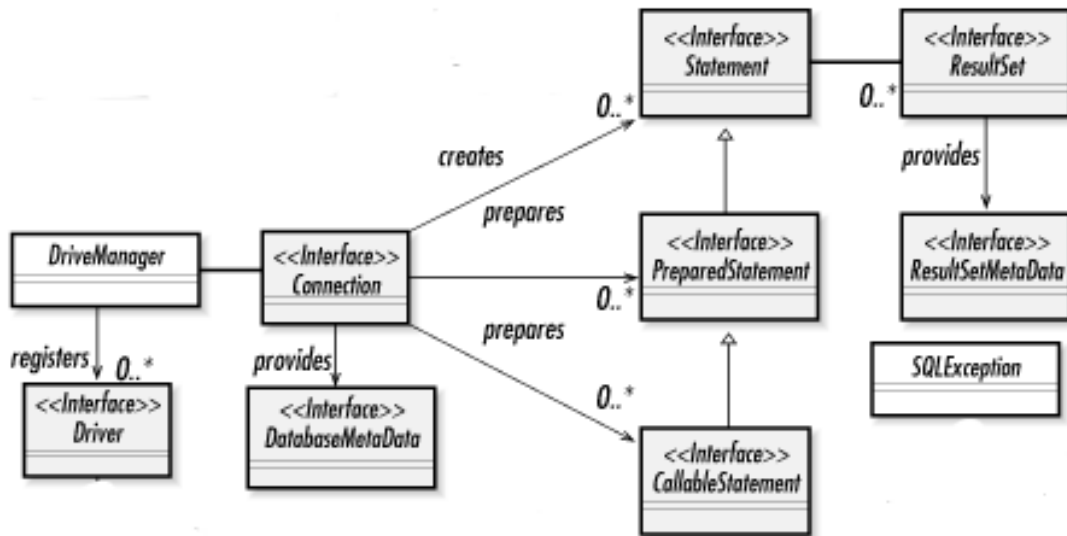 <<Interface>>
Statement
<<Interface>>
ResultSet
0..*
0..*
creates
provides
prepares
DriveManager
<<Interface>>
Connection
<<Interface>>
PreparedStatement
<<Interface>>
ResultSetMetaData
0..*
prepares
registers
0..*
provides
SQLException
<<Interface>>
Driver
<<Interface>>
DatabaseMetaData
0..*
<<Interface>>
CallableStatement